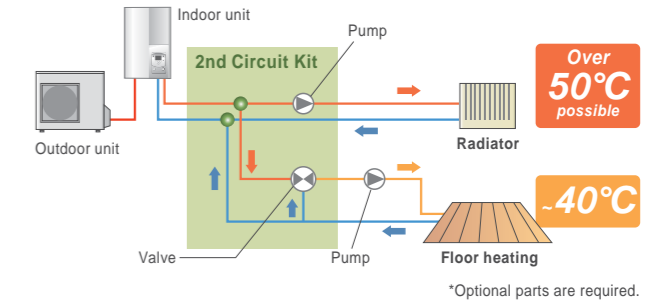 Indoor unit
Pump
2nd Circuit Kit
Over
50°C
possible
Outdoor unit
Radiator
~40°C
Valve
Pump
Floor heating
*Optional parts are required.